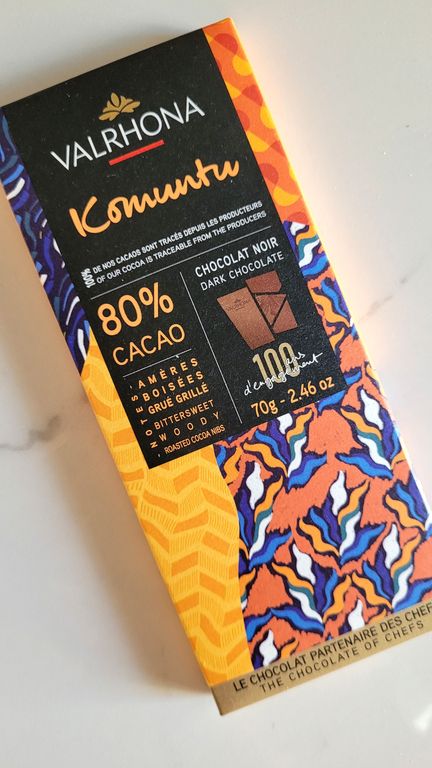 VALRHONA
Komuntu
100% DE NOS CACAOS SONT TRACÉS DEPUIS LES PRODUCTEURS
OF OUR COCOA IS TRACEABLE FROM THE PRODUCERS
80%
CACAO
NOTES
AMÈRES
BOISÉES
GRUÉ GRILLÉ
BITTERSWEET
WOODY
ROASTED COCOA NIBS
CHOCOLAT NOIR
DARK CHOCOLATE
VALRHONA
100 ans
d'engagement
70g - 2.46 oz
LE CHOCOLAT PARTENAIRE DES CHEF
THE CHOCOLATE OF CHEFS